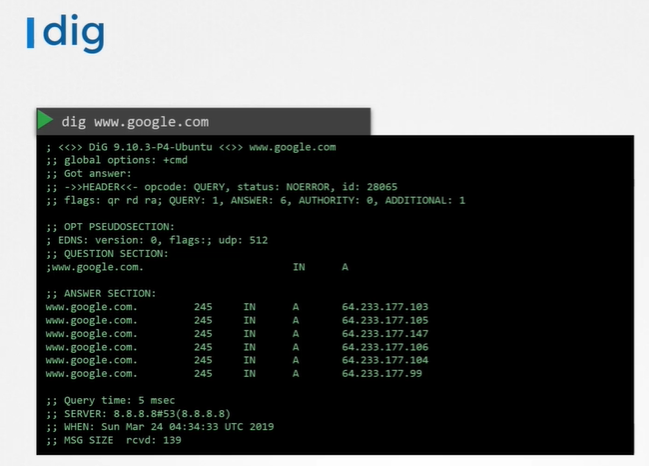 dig
dig www.google.com
; <<>> DiG 9.10.3-P4-Ubuntu <<>> www.google.com
;; global options: +cmd
;; Got answer:
;; ->>HEADER<<- opcode: QUERY, status: NOERROR, id: 28065
;; flags: qr rd ra; QUERY: 1, ANSWER: 6, AUTHORITY: 0, ADDITIONAL: 1
;; OPT PSEUDOSECTION:
; EDNS: version: 0, flags:; udp: 512
;; QUESTION SECTION:
;www.google.com. IN A
;; ANSWER SECTION:
www.google.com. 245 IN A 64.233.177.103
www.google.com. 245 IN A 64.233.177.105
www.google.com. 245 IN A 64.233.177.147
www.google.com. 245 IN A 64.233.177.106
www.google.com. 245 IN A 64.233.177.104
www.google.com. 245 IN A 64.233.177.99
;; Query time: 5 msec
;; SERVER: 8.8.8.8#53(8.8.8.8)
;; WHEN: Sun Mar 24 04:34:33 UTC 2019
;; MSG SIZE rcvd: 139